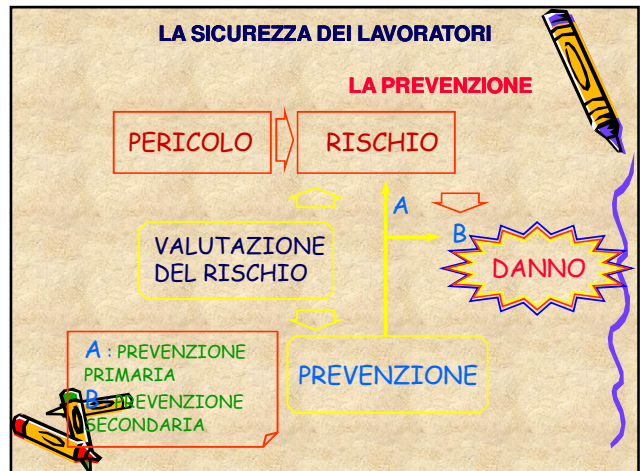 LA SICUREZZA DEI LAVORATORI
LA PREVENZIONE
PERICOLO
RISCHIO
A
B
VALUTAZIONE
DEL RISCHIO
DANNO
A : PREVENZIONE
PRIMARIA
B : PREVENZIONE
SECONDARIA
PREVENZIONE